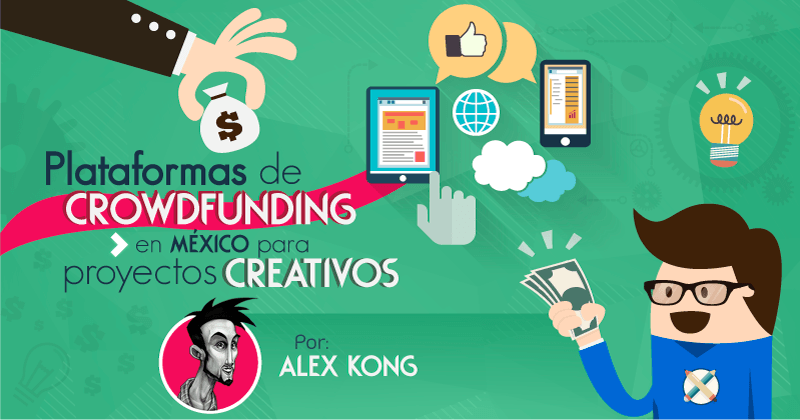 $
Plataformas de
CROWDFUNDING
en MÉXICO para
proyectos CREATIVOS
Por:
ALEX KONG